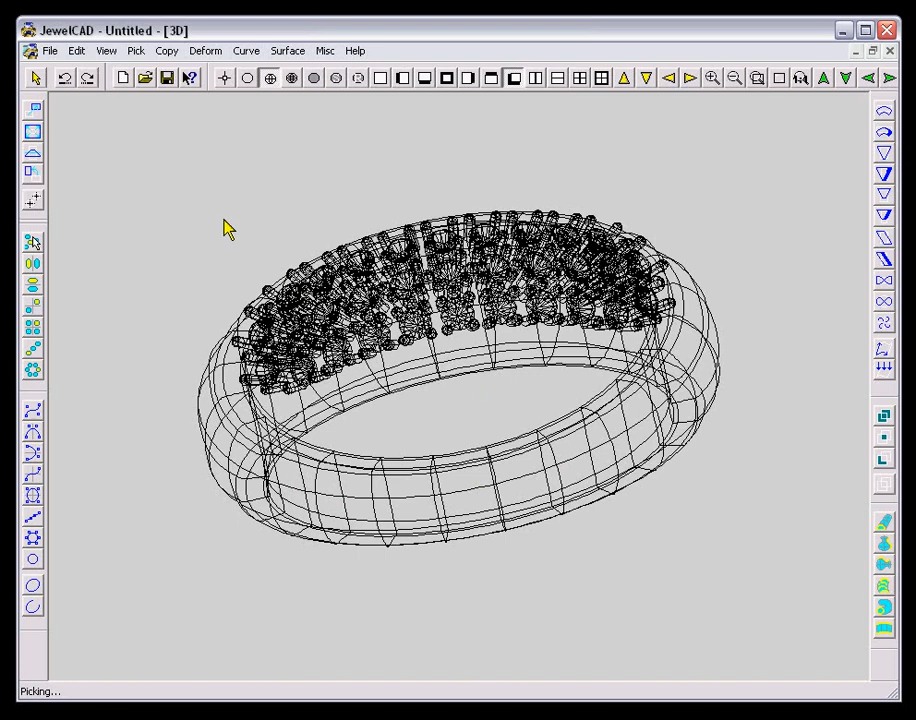 JewelCAD - Untitled - [3D]
File Edit View Pick Copy Deform Curve Surface Misc Help
Picking...